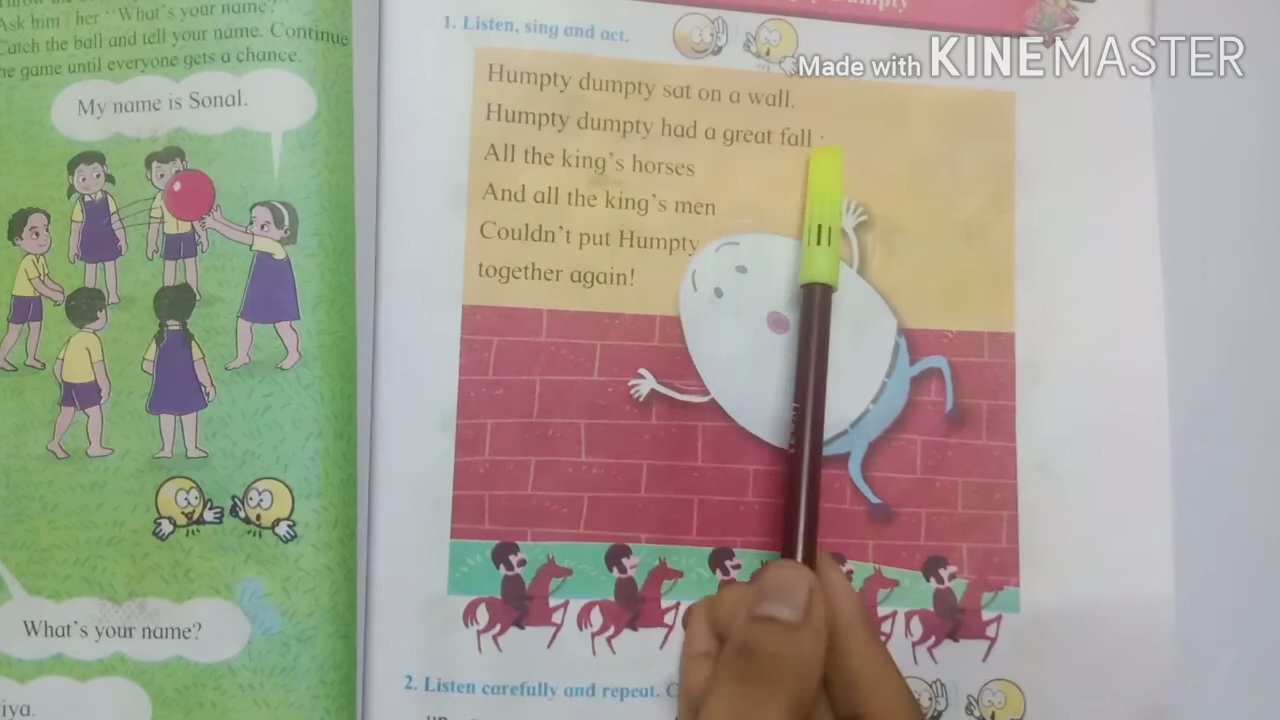 Ask him / her "What's your name?"
Catch the ball and tell your name. Continue
game until everyone gets a chance.
My name is Sonal.
What's your name?
1. Listen, sing and act.
Made with KINEMASTER
Humpty dumpty sat on a wall.
Humpty dumpty had a great fall.
All the king's horses
And all the king's men
Couldn't put Humpty
together again!
2. Listen carefully and repeat.